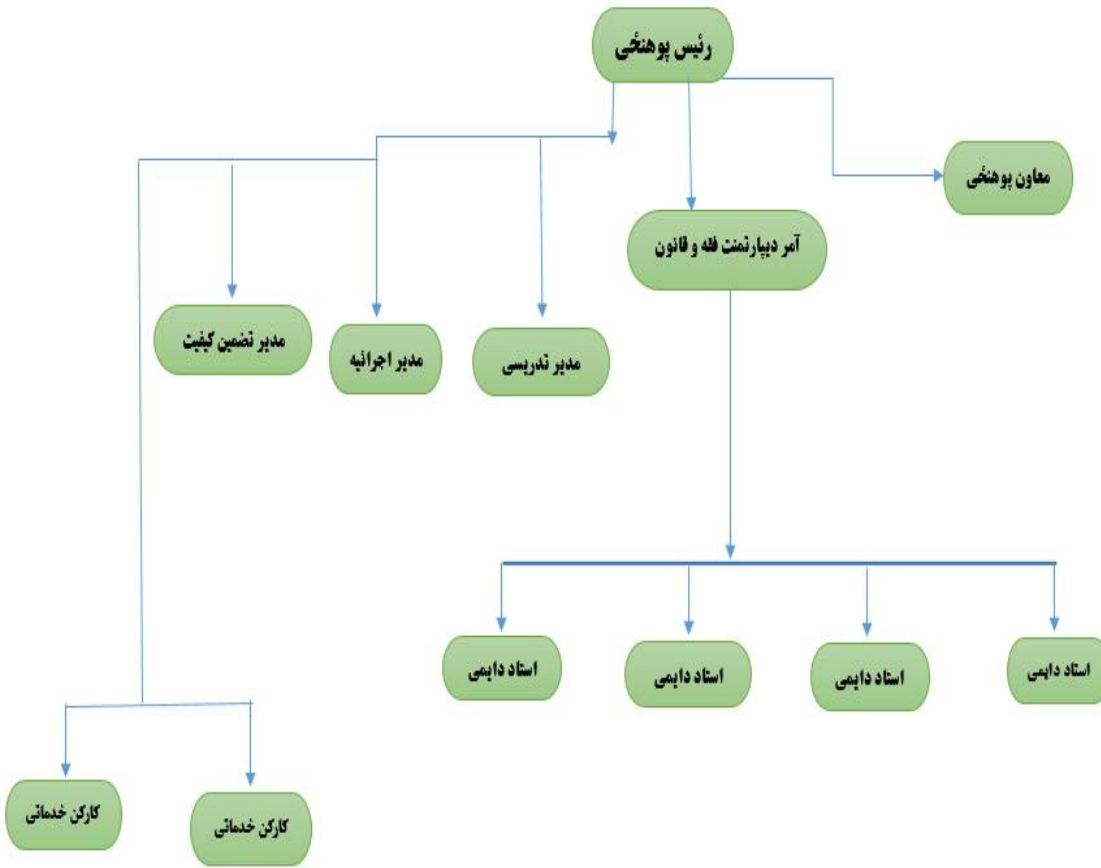 رئیس پوهنځی
معاون پوهنځی
آمر دیپارتمنت فقه و قانون
مدیر تدریسی
مدیر اجرائیه
مدیر تضمین کیفیت
استاد دایمی
استاد دایمی
استاد دایمی
استاد دایمی
کارکن خدماتی
کارکن خدماتی